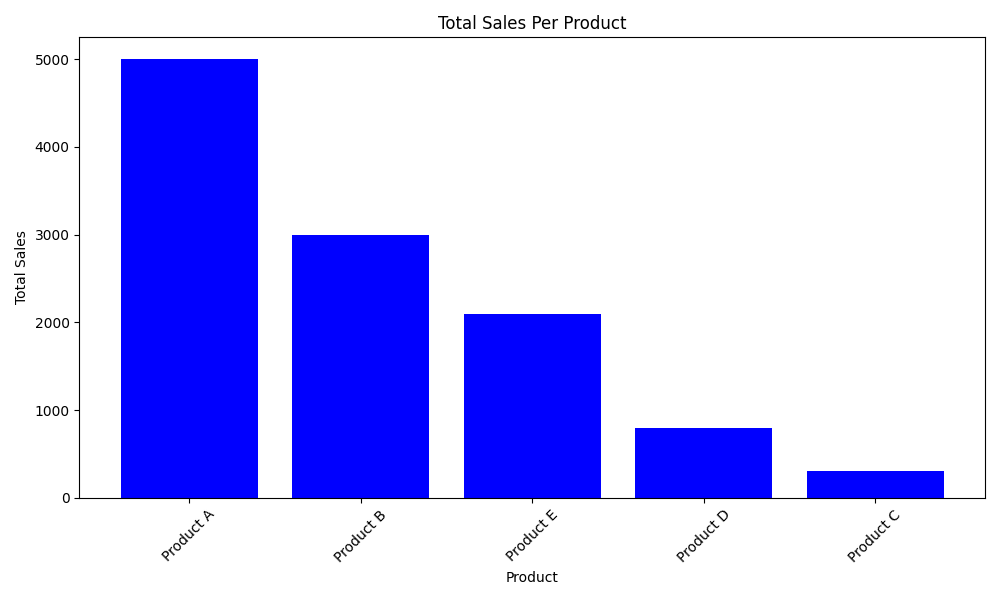 Total Sales Per Product
Total Sales
5000
4000
3000
2000
1000
0
Product A
Product B
Product E
Product D
Product C
Product